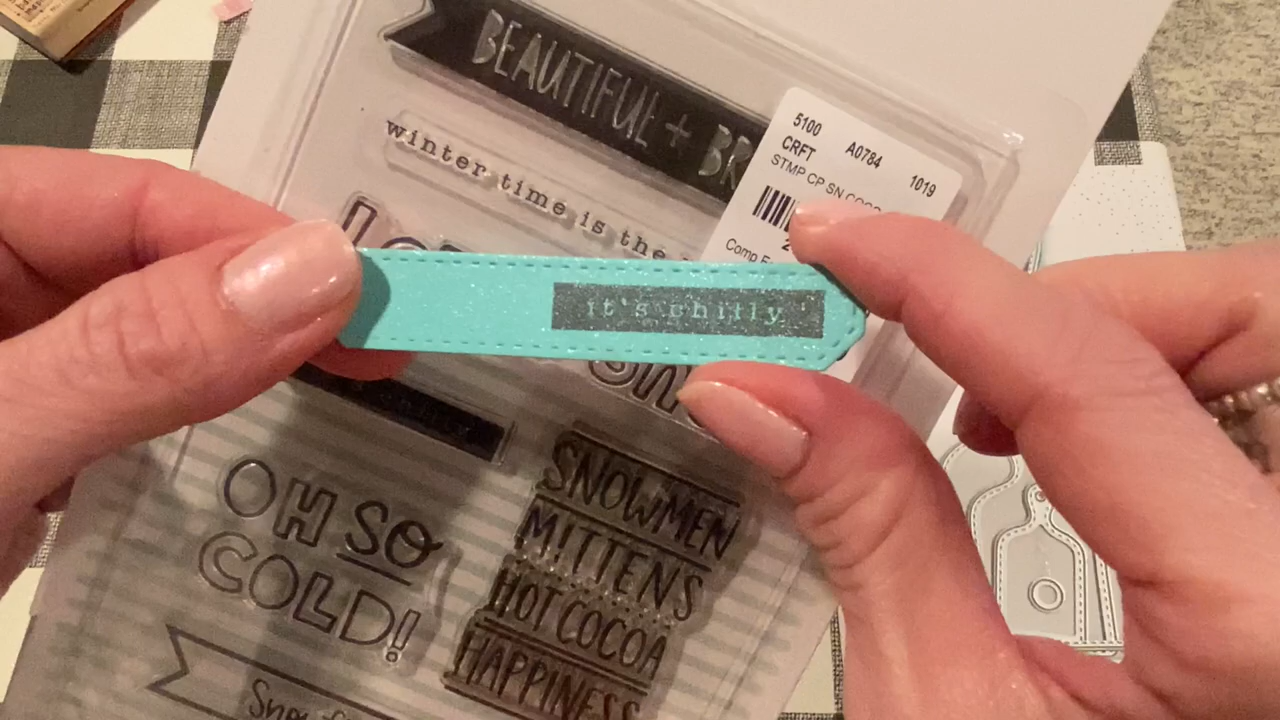 BEAUTIFUL + BR
5100 A0784 1019
CRFT
STMP CP SN
winter time is the
Comp
it's chilly
OH SO
COLD!
SNOWMEN
MITTENS
HOT COCOA
HAPPINESS